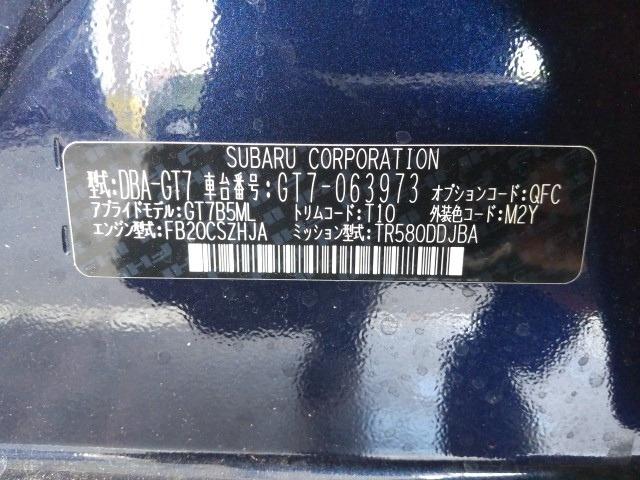 SUBARU CORPORATION
型式:DBA-GT7 車台番号:GT7-063973 オプションコード:QFC
アプライドモデル:GT7B5ML トリムコード:T10 外装色コード:M2Y
エンジン型式:FB20CSZHJA ミッション型式:TR580DDJBA